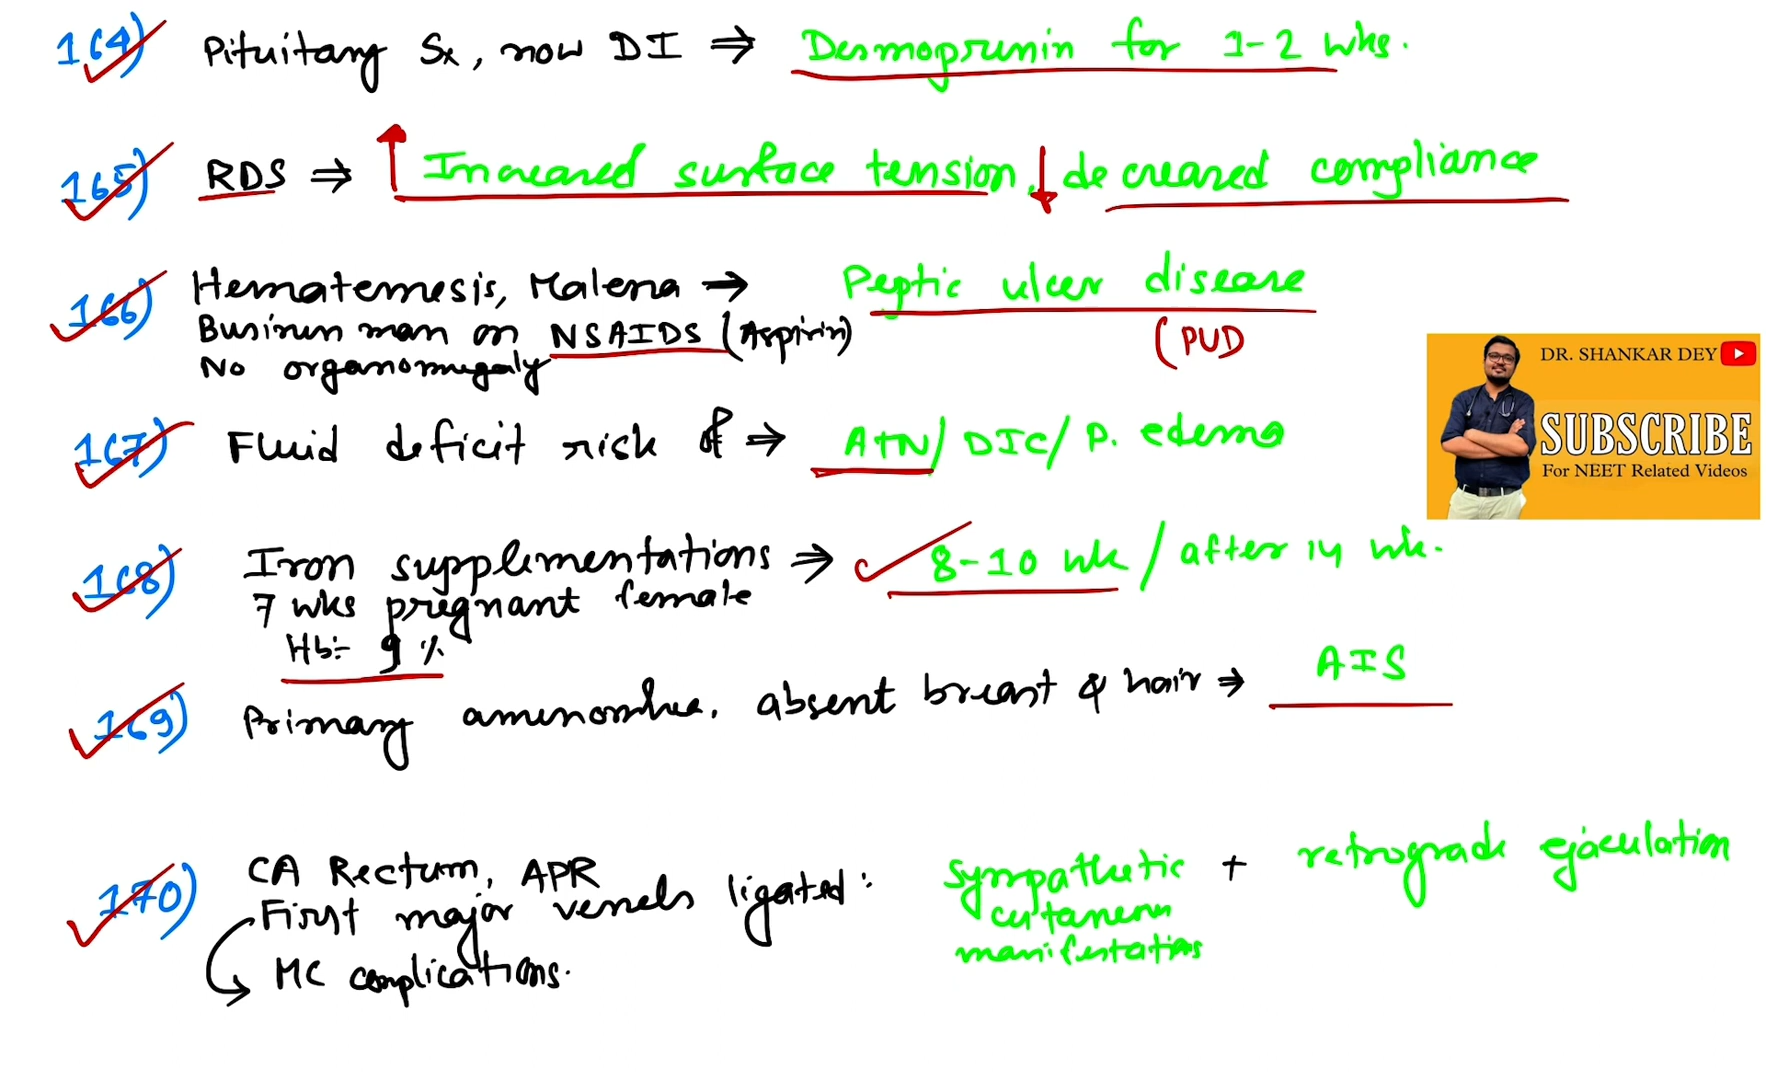 164) Pituitary Sx, now DI ⇒ Desmopressin for 1-2 wks.
165) RDS ⇒ ↑ Increased surface tension, ↓ decreased compliance
166) Hematemesis, Malena → Peptic ulcer disease
Business man on NSAIDS (Aspirin) (PUD
No organomegaly
DR. SHANKAR DEY
SUBSCRIBE
For NEET Related Videos
167) Fluid deficit risk of ⇒ ATN/ DIC/ P. edema
168) Iron supplementations ⇒ 8-10 wk / after 14 wk.
7 wks pregnant female
Hb:- 9 %
169) Primary amenorrhea, absent breast & hair → AIS
170) CA Rectum, APR Sympathetic + retrograde ejaculation
First major vessels ligated: cutaneous
MC complications. manifestations